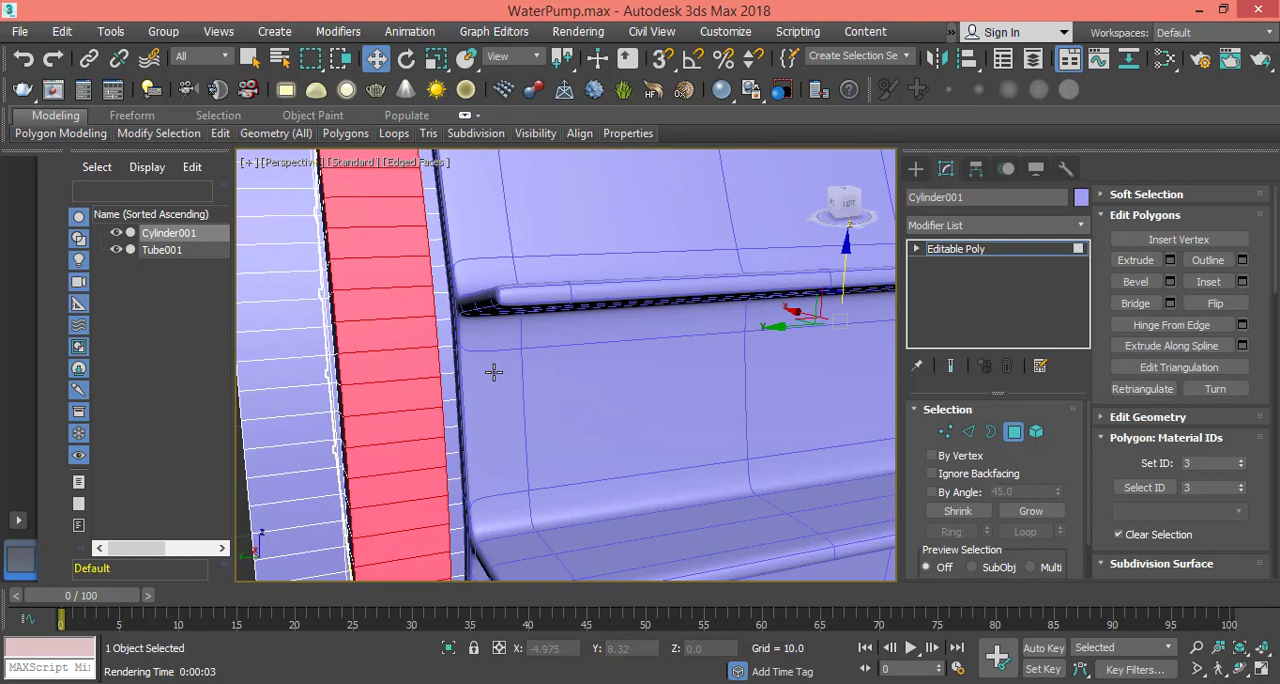 WaterPump.max - Autodesk 3ds Max 2018
File Edit Tools Group Views Create Modifiers Animation Graph Editors Rendering Civil View Customize Scripting Content » Sign In Workspaces: Default
All View Create Selection Se
Modeling Freeform Selection Object Paint Populate
Polygon Modeling Modify Selection Edit Geometry (All) Polygons Loops Tris Subdivision Visibility Align Properties
Select Display Edit
Name (Sorted Ascending)
Cylinder001
Tube001
Default
[+] [Perspective] [Standard] [Edged Faces]
LEFT
Cylinder001
Modifier List
Editable Poly
Selection
By Vertex
Ignore Backfacing
By Angle: 45.0
Shrink Grow
Ring Loop
Preview Selection
Off SubObj Multi
Soft Selection
Edit Polygons
Insert Vertex
Extrude Outline
Bevel Inset
Bridge Flip
Hinge From Edge
Extrude Along Spline
Edit Triangulation
Retriangulate Turn
Edit Geometry
Polygon: Material IDs
Set ID: 3
Select ID 3
Clear Selection
Subdivision Surface
< 0 / 100 >
0 5 10 15 20 25 30 35 40 45 50 55 60 65 70 75 80 85 90 95 100
1 Object Selected X: -4.975 Y: 8.32 Z: 0.0 Grid = 10.0 Auto Key Selected
MAXScript Mi
Rendering Time 0:00:03 Add Time Tag 0 Set Key Key Filters...